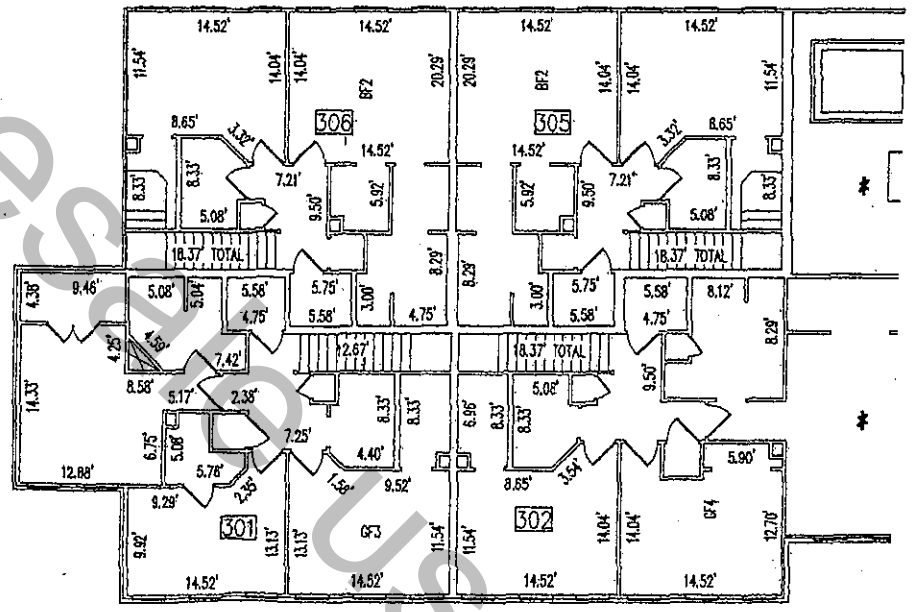 14.52' 14.52' 14.52' 14.52'
11.54' 14.04' 14.04' BF2 20.29' 20.29' BF2 14.04' 14.04' 11.54'
306 305
8.65' 3.32' 14.52' 14.52' 3.32' 8.65'
8.33' 8.33' 7.21' 9.50' 5.92' 5.92' 9.50' 7.21' 8.33' 8.33'
5.08' 5.08'
*
18.37' TOTAL 8.29' 8.29' 18.37' TOTAL
4.38' 9.46' 5.08' 5.04' 5.58' 5.75' 3.00' 3.00' 5.75' 5.58' 8.12'
4.75' 5.58' 4.75' 5.58' 4.75' 8.29'
4.25' 4.59' 7.42' 12.67' 18.37' TOTAL
14.33' 8.58' 5.17' 2.38' 8.33' 8.33' 6.96' 8.33' 8.33' 5.08' 9.50'
*
6.75' 5.08' 7.25' 4.40'
12.88' 5.78' 2.35' 1.58' 9.52' 8.65' 3.54' 5.90'
9.29' 301 GF3 302 GF4
9.92' 13.13' 13.13' 11.54' 11.54' 14.04' 14.04' 12.70'
14.52' 14.52' 14.52' 14.52'